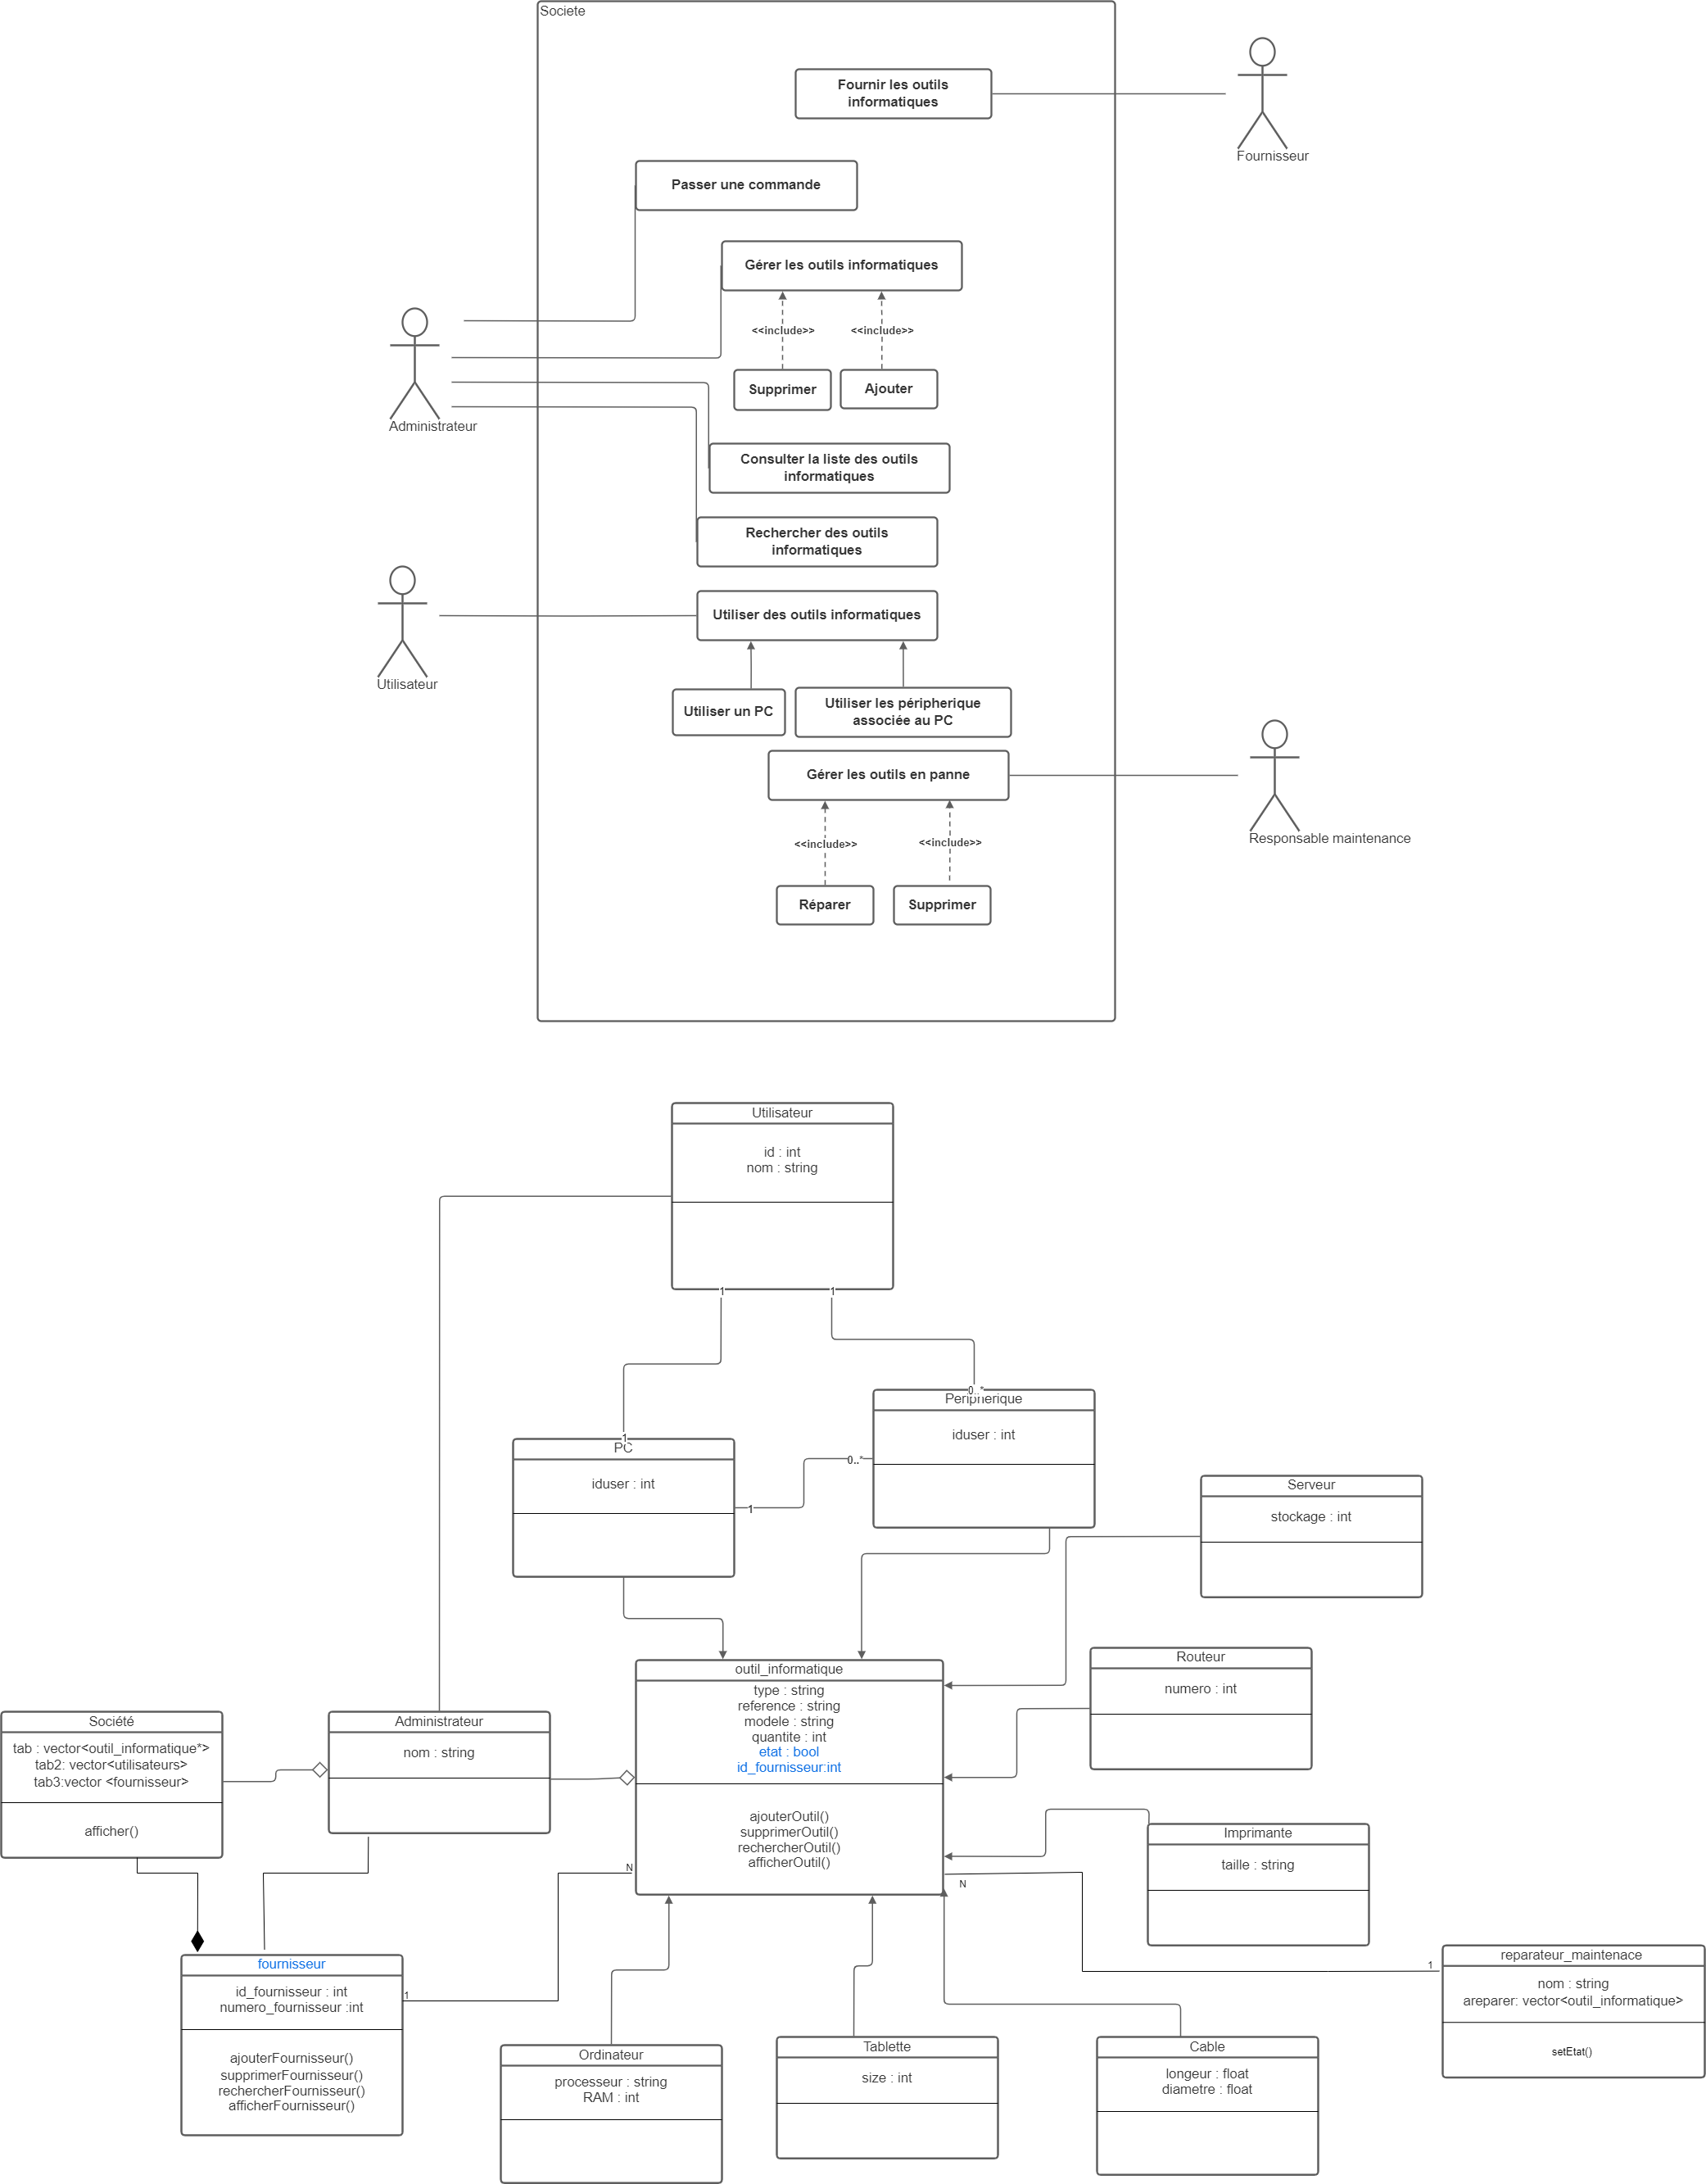 Societe
Fournir les outils
informatiques
Fournisseur
Passer une commande
Gérer les outils informatiques
<<include>>
<<include>>
Supprimer
Ajouter
Administrateur
Consulter la liste des outils
informatiques
Rechercher des outils
informatiques
Utiliser des outils informatiques
Utilisateur
Utiliser un PC
Utiliser les péripherique
associée au PC
Gérer les outils en panne
Responsable maintenance
<<include>>
<<include>>
Réparer
Supprimer
Utilisateur
id : int
nom : string
1
1
0..*
Peripherique
iduser : int
1
PC
iduser : int
0..*
1
Serveur
stockage : int
Routeur
numero : int
outil_informatique
type : string
reference : string
modele : string
quantite : int
etat : bool
id_fournisseur:int
ajouterOutil()
supprimerOutil()
rechercherOutil()
afficherOutil()
Société
tab : vector<outil_informatique*>
tab2: vector<utilisateurs>
tab3:vector <fournisseur>
afficher()
Administrateur
nom : string
Imprimante
taille : string
N
N
fournisseur
id_fournisseur : int
numero_fournisseur :int
ajouterFournisseur()
supprimerFournisseur()
rechercherFournisseur()
afficherFournisseur()
1
1
reparateur_maintenace
nom : string
areparer: vector<outil_informatique>
setEtat()
Ordinateur
processeur : string
RAM : int
Tablette
size : int
Cable
longeur : float
diametre : float